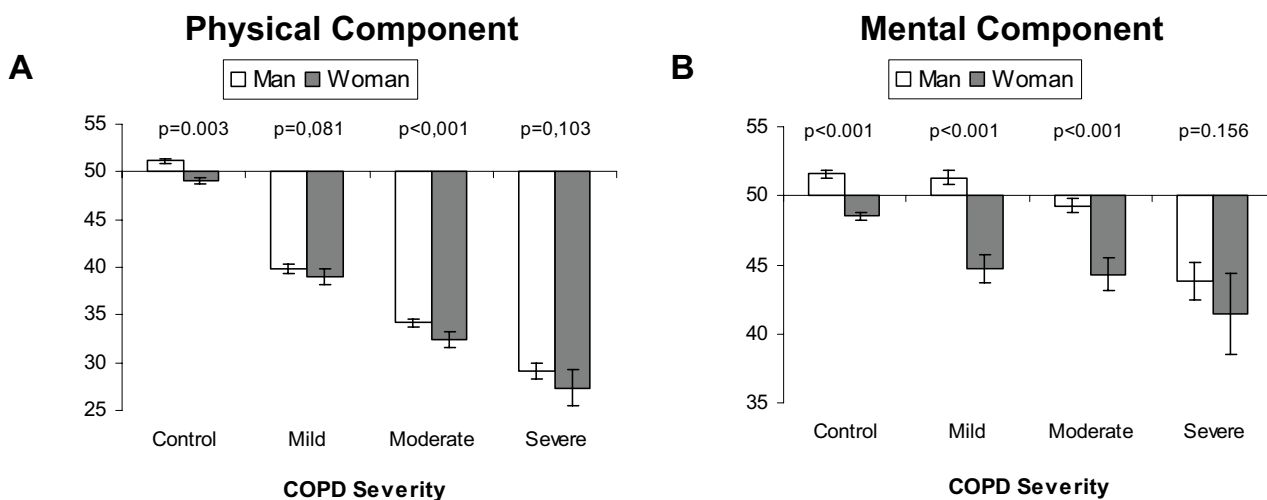 Physical Component
A
Man Woman
p=0.003 p=0,081 p<0,001 p=0,103
55
50
45
40
35
30
25
Control Mild Moderate Severe
COPD Severity
Mental Component
B
Man Woman
p<0.001 p<0.001 p<0.001 p=0.156
55
50
45
40
35
Control Mild Moderate Severe
COPD Severity